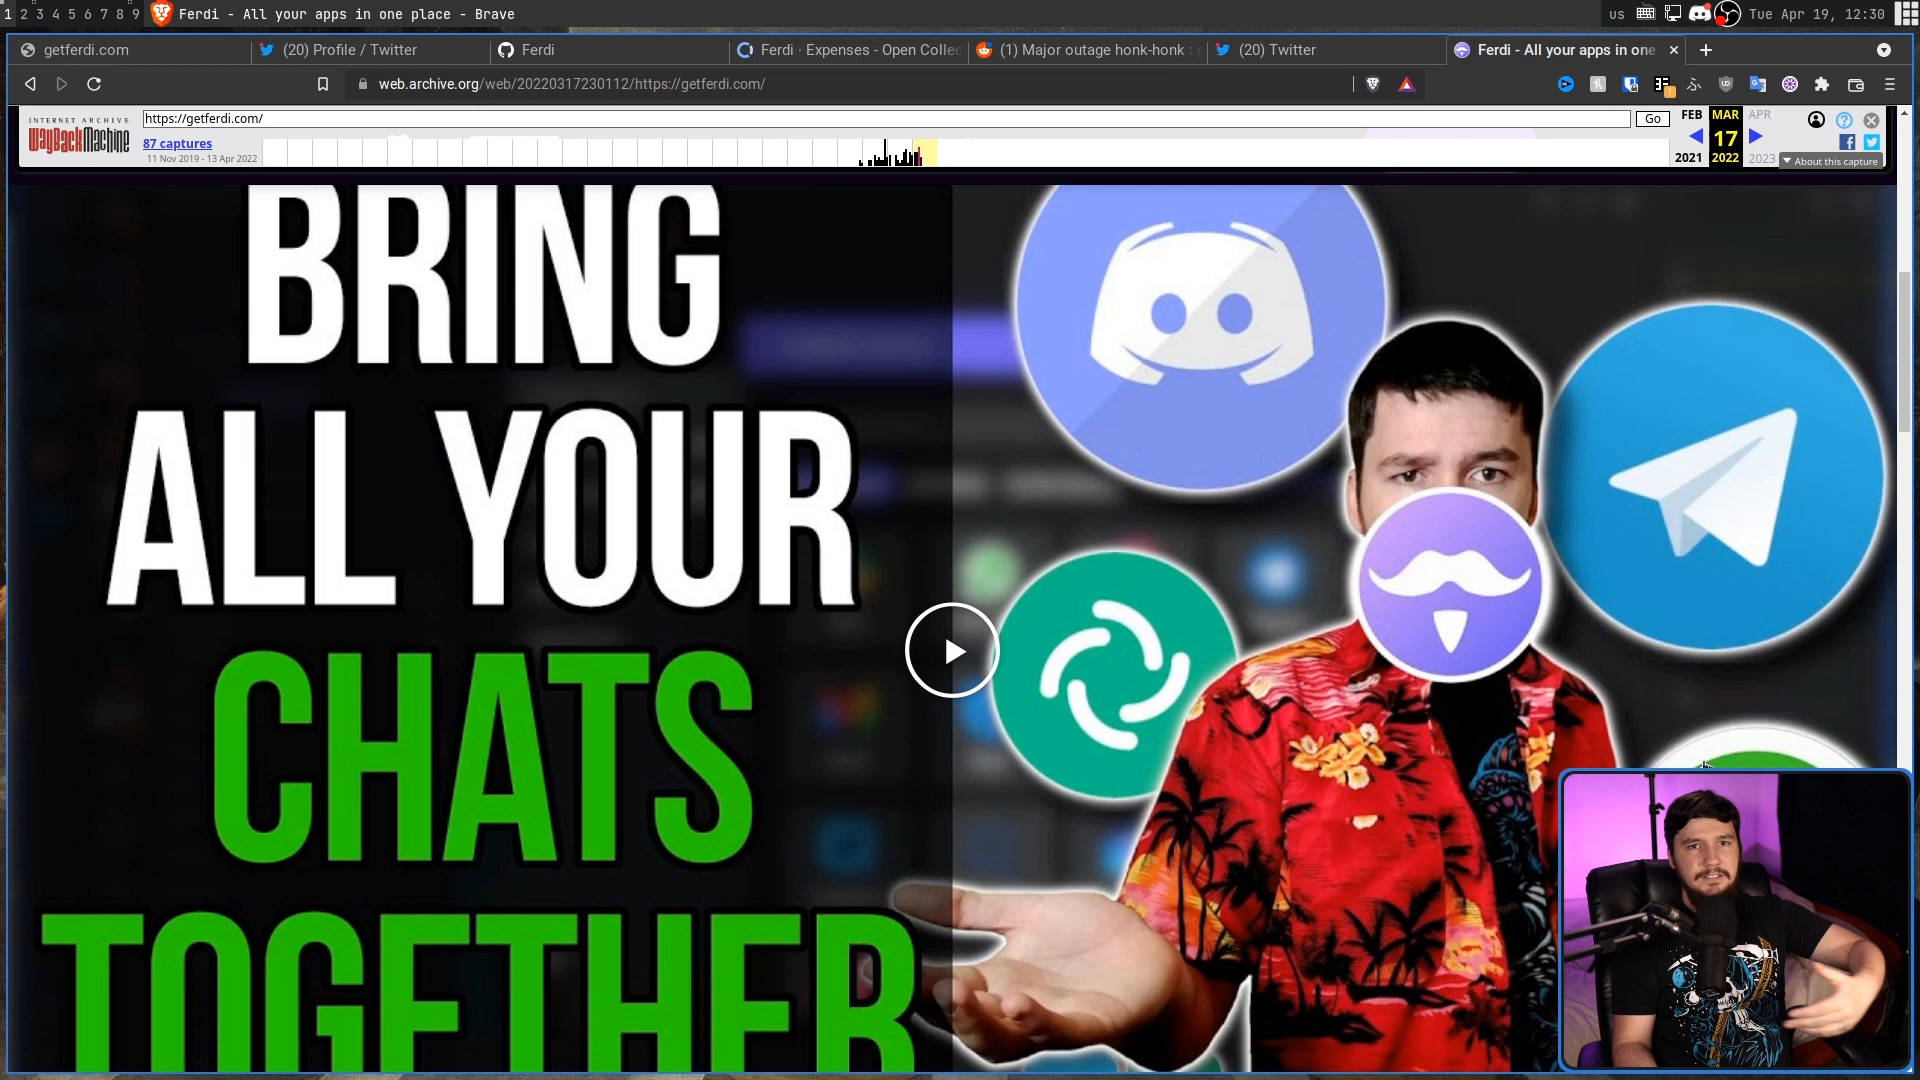 1 2 3 4 5 6 7 8 9 Ferdi - All your apps in one place - Brave us Tue Apr 19, 12:30
getferdi.com (20) Profile / Twitter Ferdi Ferdi · Expenses - Open Collec (1) Major outage honk-honk : (20) Twitter Ferdi - All your apps in one
web.archive.org/web/20220317230112/https://getferdi.com/
INTERNET ARCHIVE
WayBackMachine
https://getferdi.com/ Go FEB MAR APR
87 captures 17
11 Nov 2019 - 13 Apr 2022 2021 2022 2023 About this capture
BRING
ALL YOUR
CHATS
TOGETHER